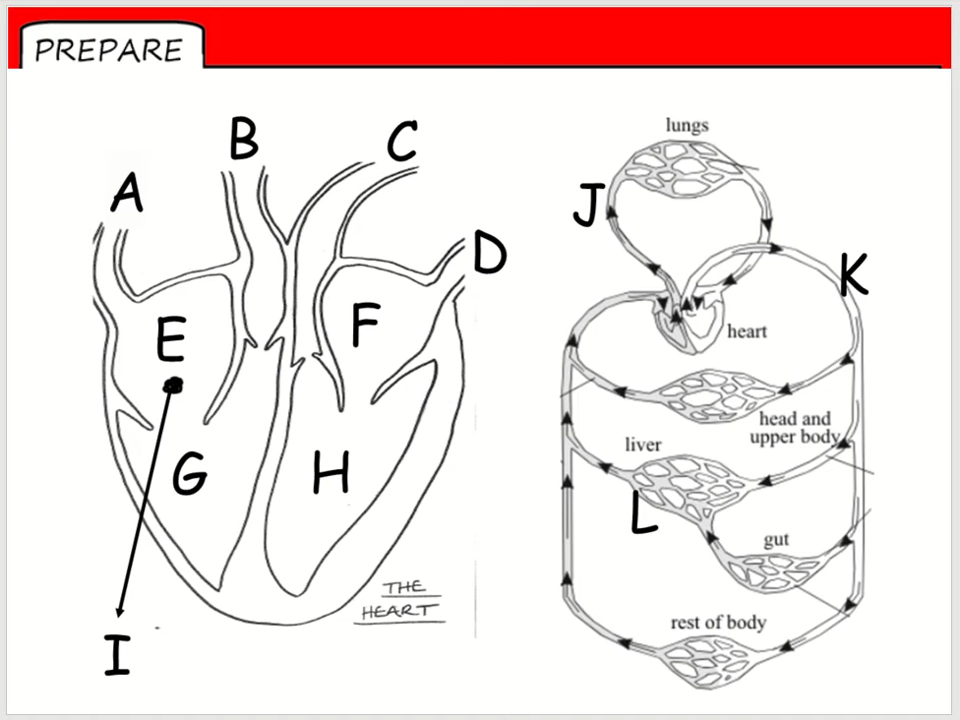 PREPARE
A
B
C
D
E
F
G
H
I
THE
HEART
lungs
J
K
heart
head and
upper body
liver
L
gut
rest of body